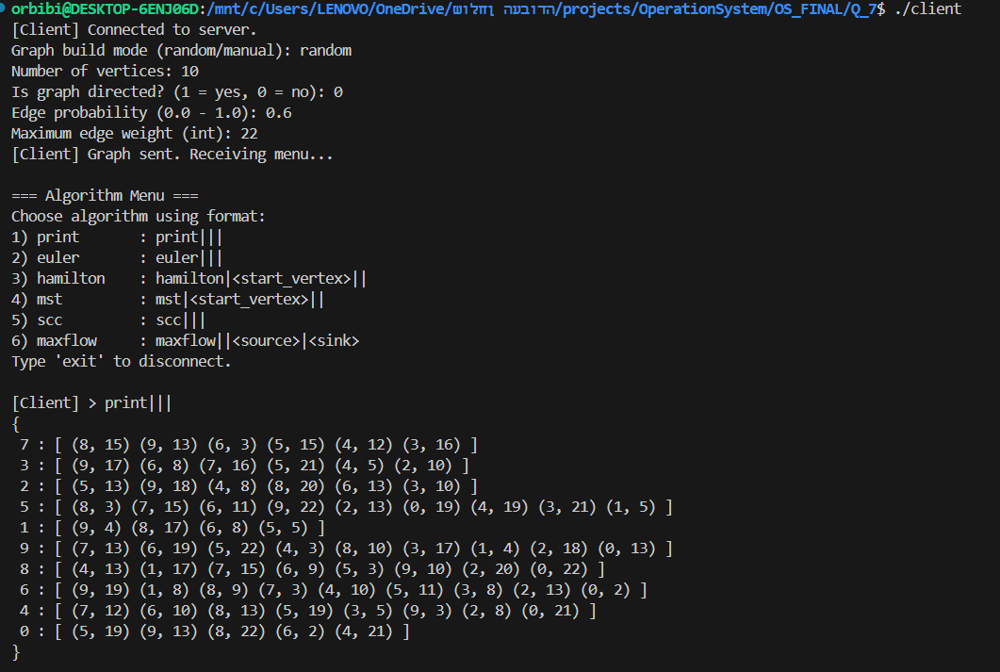 orbibi@DESKTOP-6ENJ06D:/mnt/c/Users/LENOVO/OneDrive/שולחן העבודה/projects/OperationSystem/OS_FINAL/Q_7$ ./client
[Client] Connected to server.
Graph build mode (random/manual): random
Number of vertices: 10
Is graph directed? (1 = yes, 0 = no): 0
Edge probability (0.0 - 1.0): 0.6
Maximum edge weight (int): 22
[Client] Graph sent. Receiving menu...

=== Algorithm Menu ===
Choose algorithm using format:
1) print       : print|||
2) euler       : euler|||
3) hamilton    : hamilton|<start_vertex>||
4) mst         : mst|<start_vertex>||
5) scc         : scc|||
6) maxflow     : maxflow||<source>|<sink>
Type 'exit' to disconnect.

[Client] > print|||
{
 7 : [ (8, 15) (9, 13) (6, 3) (5, 15) (4, 12) (3, 16) ]
 3 : [ (9, 17) (6, 8) (7, 16) (5, 21) (4, 5) (2, 10) ]
 2 : [ (5, 13) (9, 18) (4, 8) (8, 20) (6, 13) (3, 10) ]
 5 : [ (8, 3) (7, 15) (6, 11) (9, 22) (2, 13) (0, 19) (4, 19) (3, 21) (1, 5) ]
 1 : [ (9, 4) (8, 17) (6, 8) (5, 5) ]
 9 : [ (7, 13) (6, 19) (5, 22) (4, 3) (8, 10) (3, 17) (1, 4) (2, 18) (0, 13) ]
 8 : [ (4, 13) (1, 17) (7, 15) (6, 9) (5, 3) (9, 10) (2, 20) (0, 22) ]
 6 : [ (9, 19) (1, 8) (8, 9) (7, 3) (4, 10) (5, 11) (3, 8) (2, 13) (0, 2) ]
 4 : [ (7, 12) (6, 10) (8, 13) (5, 19) (3, 5) (9, 3) (2, 8) (0, 21) ]
 0 : [ (5, 19) (9, 13) (8, 22) (6, 2) (4, 21) ]
}